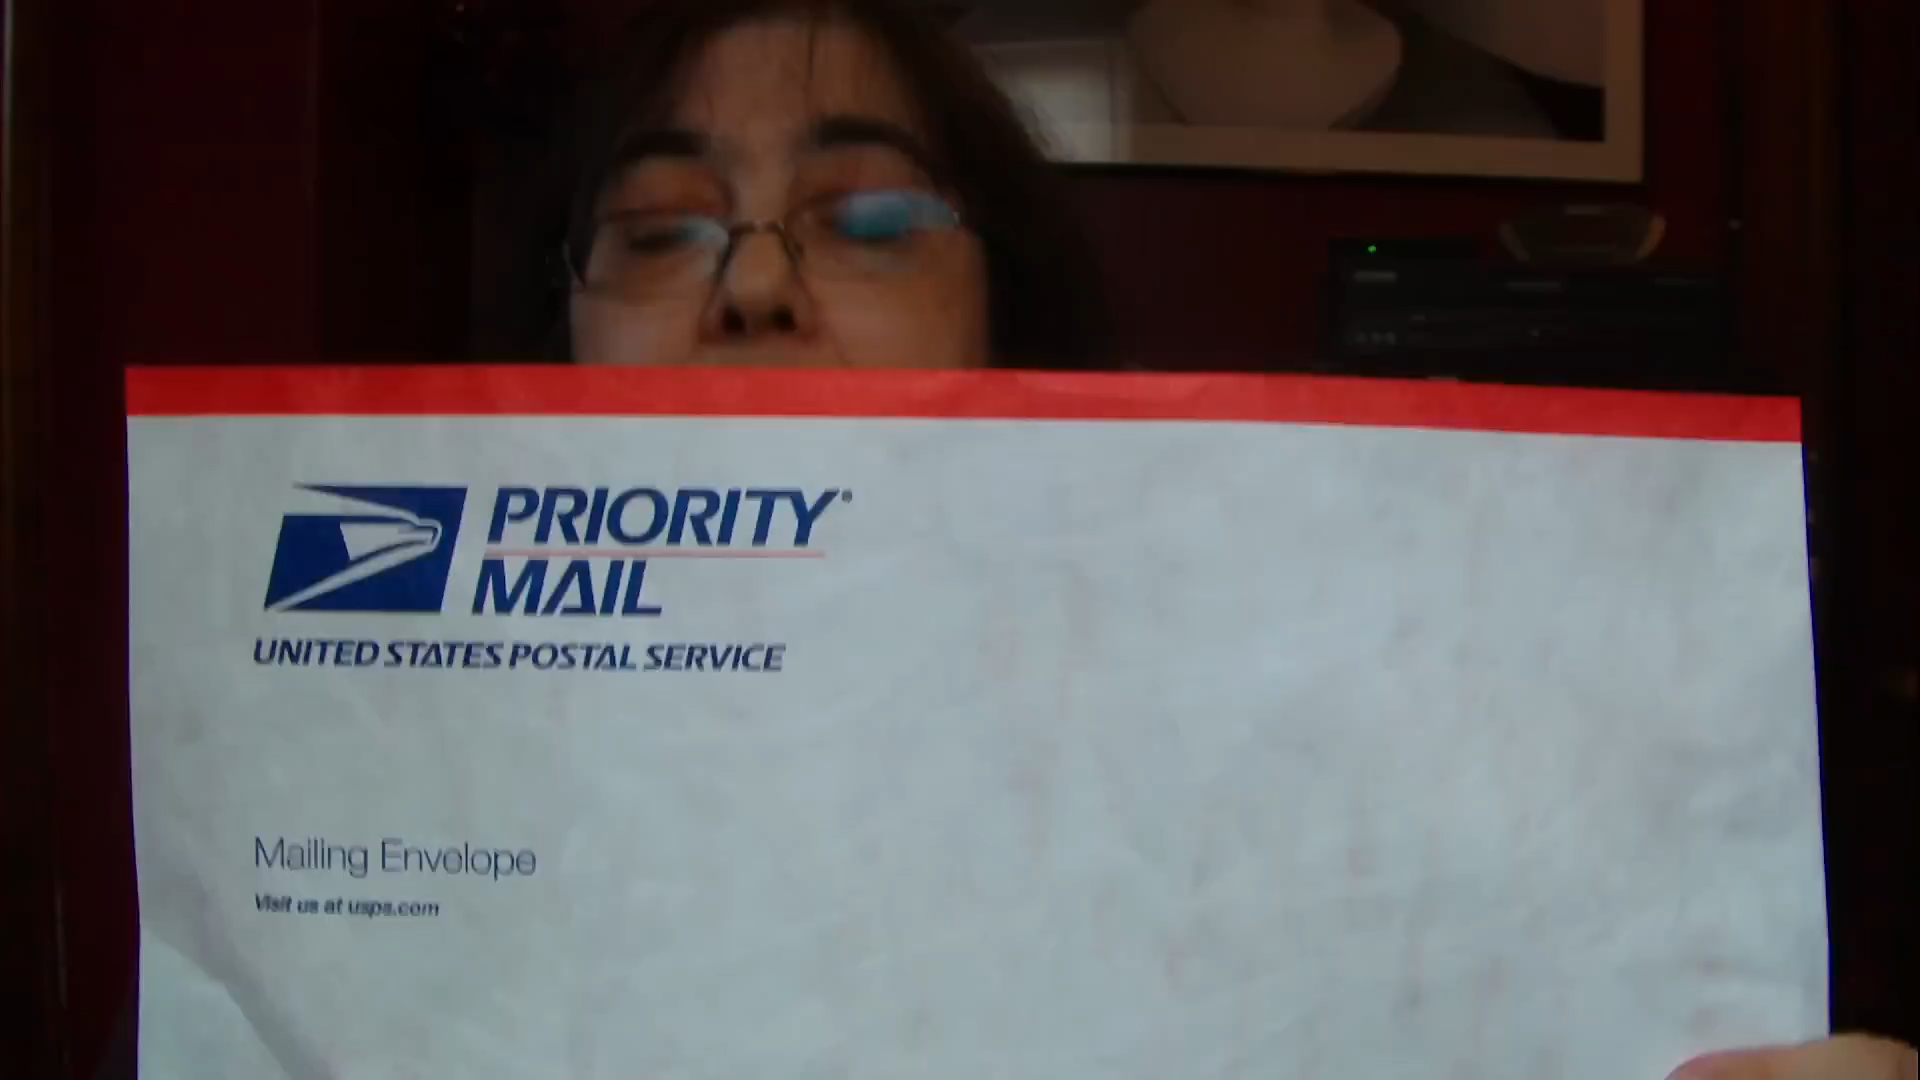 PRIORITY®
MAIL
UNITED STATES POSTAL SERVICE
Mailing Envelope
Visit us at usps.com